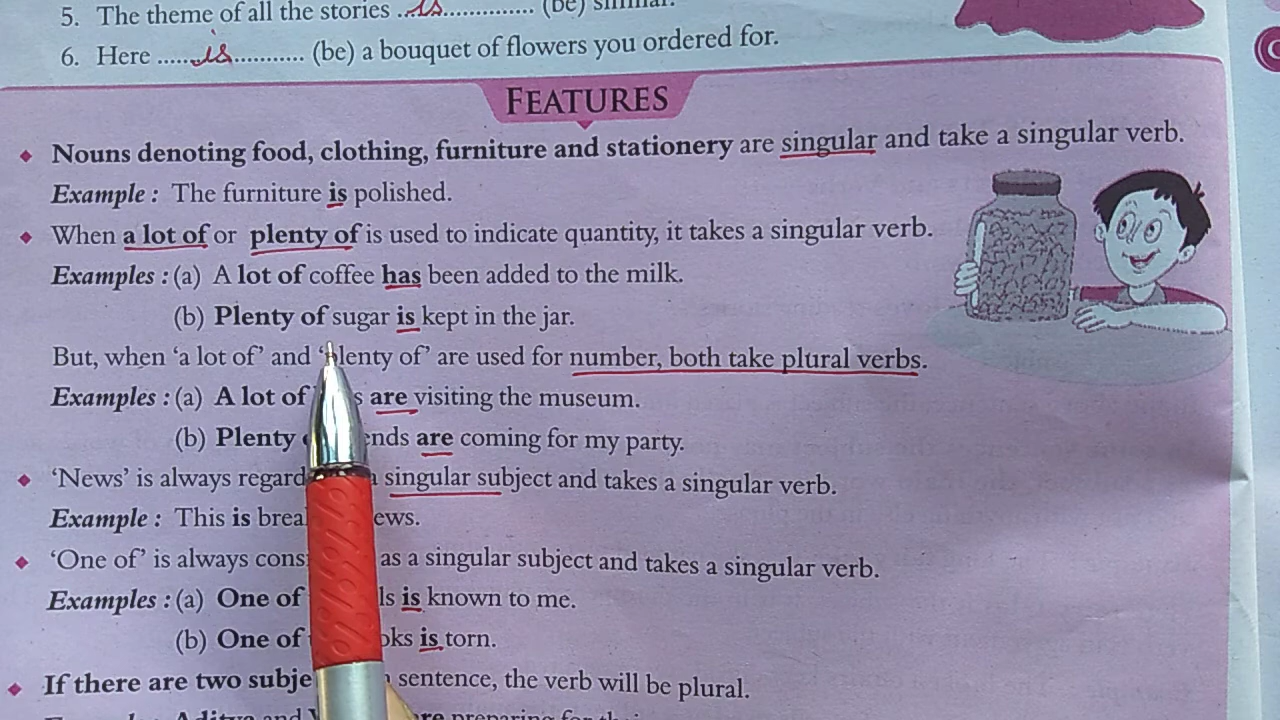 5. The theme of all the stories ...is.............. (be) similar.
6. Here ......is............ (be) a bouquet of flowers you ordered for.
FEATURES
Nouns denoting food, clothing, furniture and stationery are singular and take a singular verb.
Example : The furniture is polished.
When a lot of or plenty of is used to indicate quantity, it takes a singular verb.
Examples : (a) A lot of coffee has been added to the milk.
(b) Plenty of sugar is kept in the jar.
But, when ‘a lot of’ and ‘plenty of’ are used for number, both take plural verbs.
Examples : (a) A lot of are visiting the museum.
(b) Plenty are coming for my party.
‘News’ is always singular subject and takes a singular verb.
Example : This is
‘One of’ is always as a singular subject and takes a singular verb.
Examples : (a) One of is known to me.
(b) One of is torn.
If there are two sentence, the verb will be plural.
Aditya and are preparing for